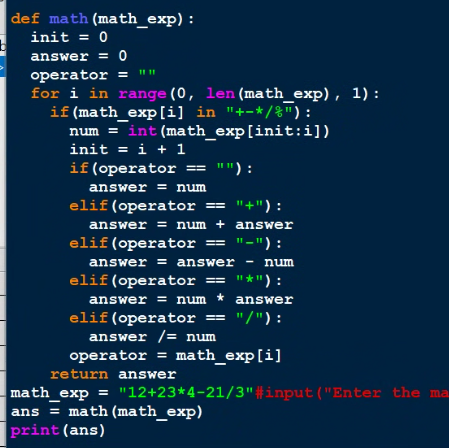 def math(math_exp):
  init = 0
  answer = 0
  operator = ""
  for i in range(0, len(math_exp), 1):
    if(math_exp[i] in "+-*/%"):
      num = int(math_exp[init:i])
      init = i + 1
      if(operator == ""):
        answer = num
      elif(operator == "+"):
        answer = num + answer
      elif(operator == "-"):
        answer = answer - num
      elif(operator == "*"):
        answer = num * answer
      elif(operator == "/"):
        answer /= num
      operator = math_exp[i]
    return answer
math_exp = "12+23*4-21/3"#input("Enter the ma
ans = math(math_exp)
print(ans)